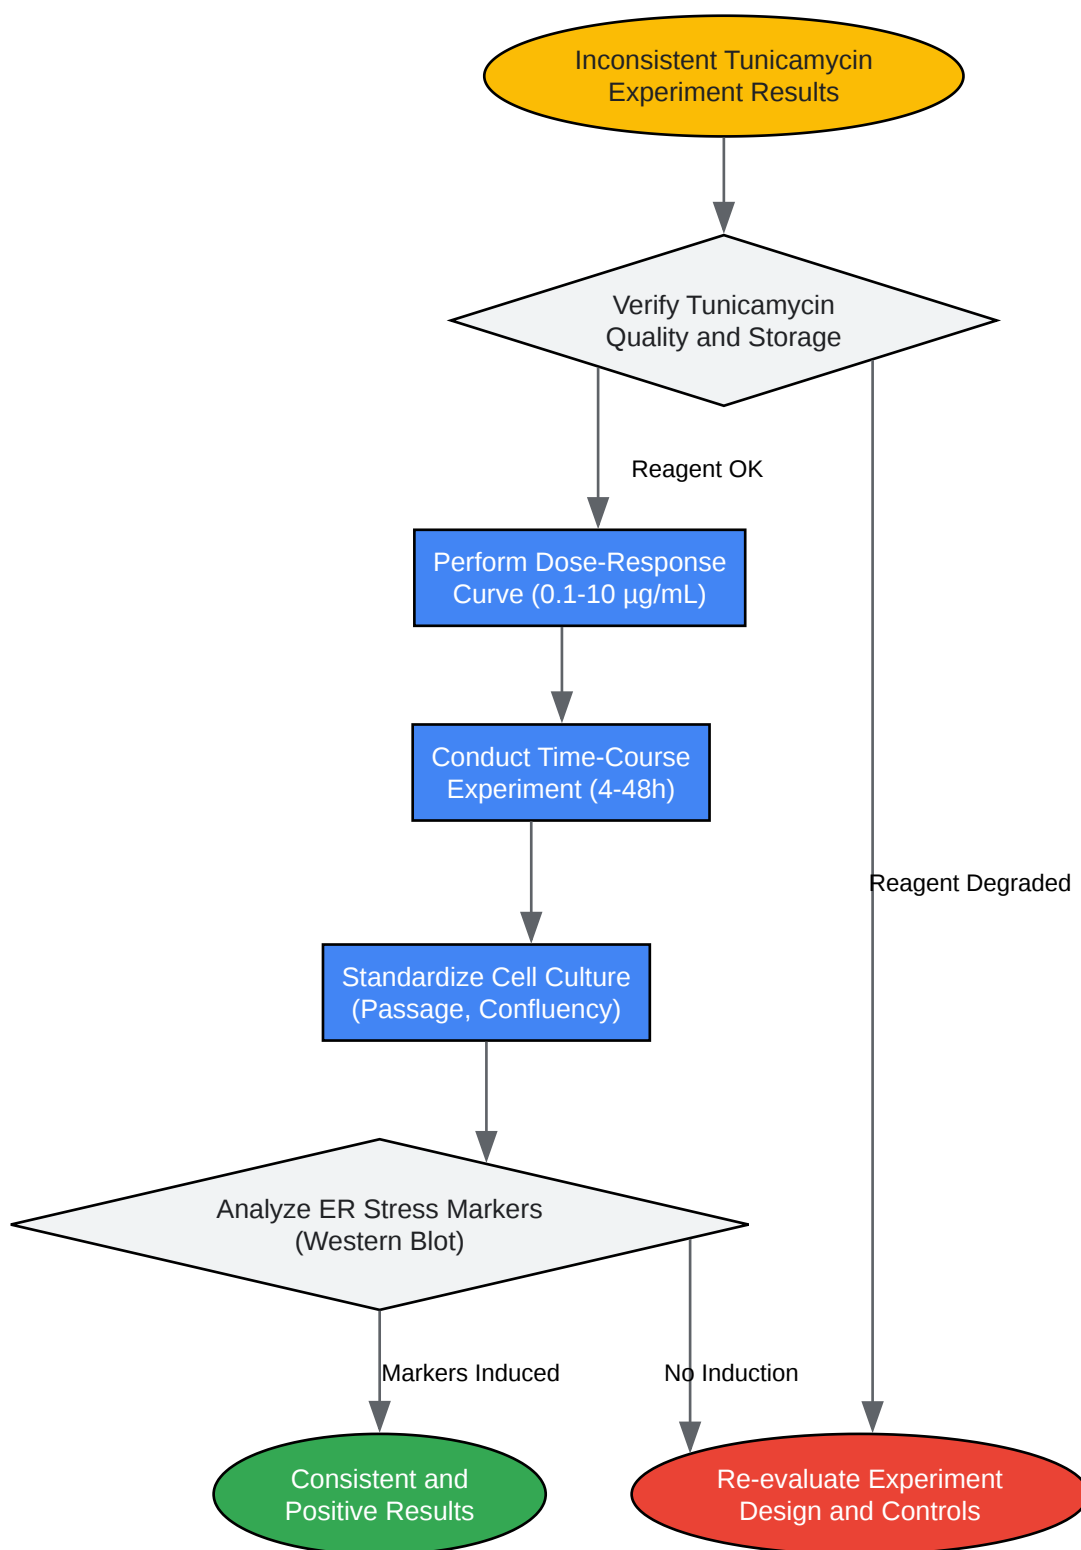 Inconsistent Tunicamycin
Experiment Results
Verify Tunicamycin
Quality and Storage
Reagent OK
Perform Dose-Response
Curve (0.1-10 µg/mL)
Conduct Time-Course
Experiment (4-48h)
Reagent Degraded
Standardize Cell Culture
(Passage, Confluency)
Analyze ER Stress Markers
(Western Blot)
Markers Induced
No Induction
Consistent and
Positive Results
Re-evaluate Experiment
Design and Controls